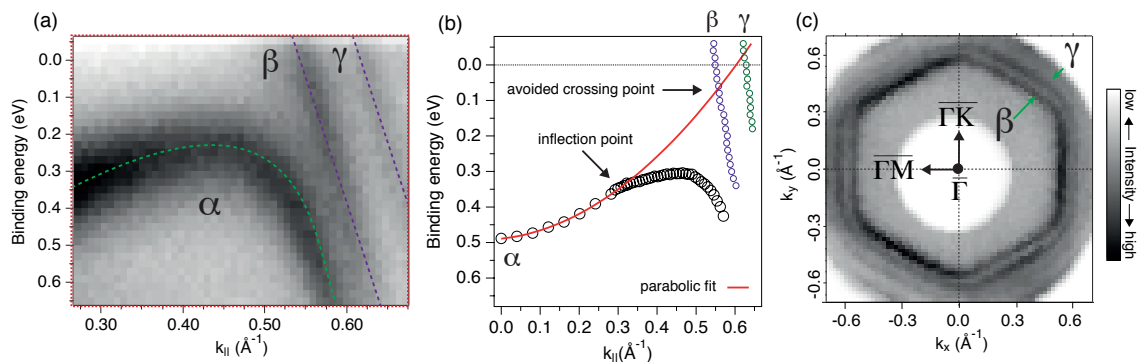 (a)
β
γ
α
0.0
0.1
0.2
0.3
0.4
0.5
0.6
Binding energy (eV)
0.30
0.40
0.50
0.60
k|| (Å⁻¹)
(b)
β γ
0.0
0.1
0.2
0.3
0.4
0.5
0.6
Binding energy (eV)
avoided crossing point
inflection point
α
parabolic fit
0.0 0.1 0.2 0.3 0.4 0.5 0.6
k||(Å⁻¹)
(c)
γ
β
ΓK
ΓM
Γ
0.6
0.3
0.0
-0.3
-0.6
ky (Å⁻¹)
-0.6 -0.3 0.0 0.3 0.6
kx (Å⁻¹)
low
Intensity
high